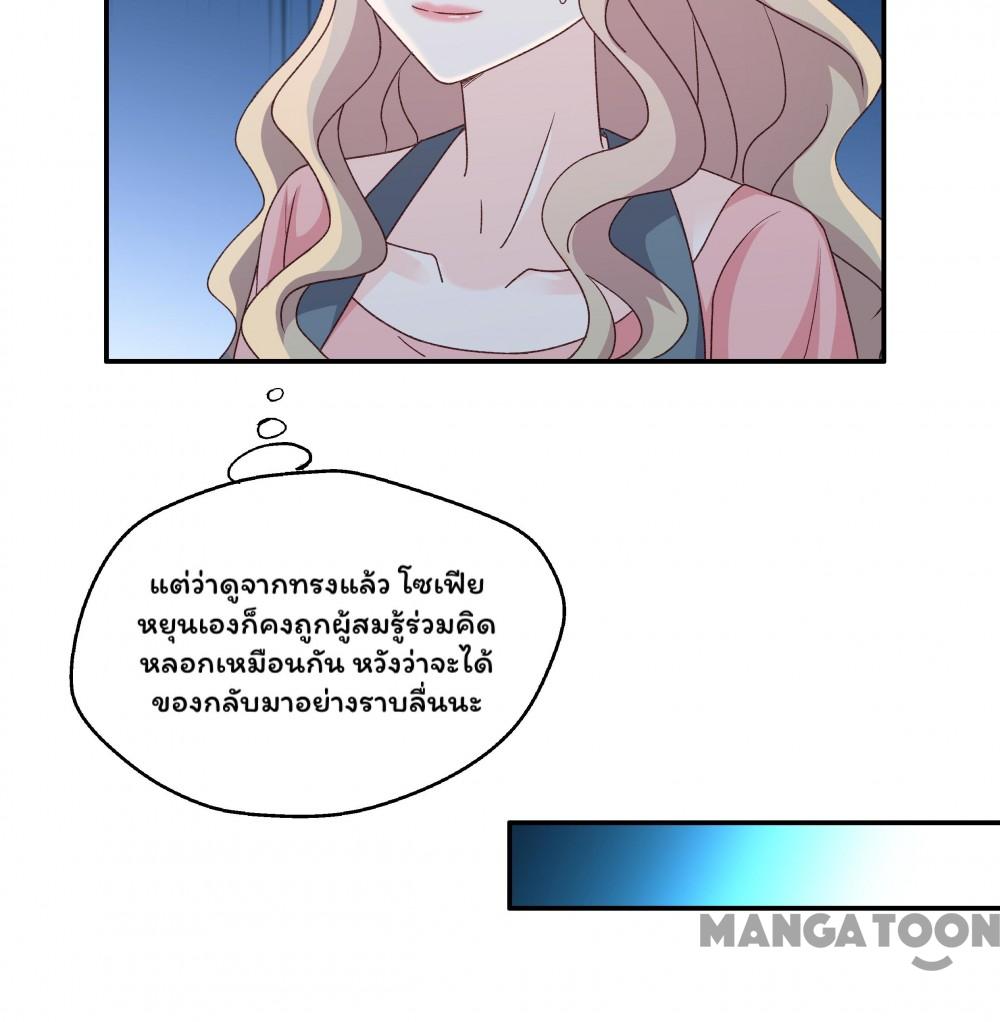 แต่ว่าดูจากทรงแล้ว โซเฟีย
หยุนเองก็คงถูกผู้สมรู้ร่วมคิด
หลอกเหมือนกัน หวังว่าจะได้
ของกลับมาอย่างราบลื่นนะ
MANGATOON